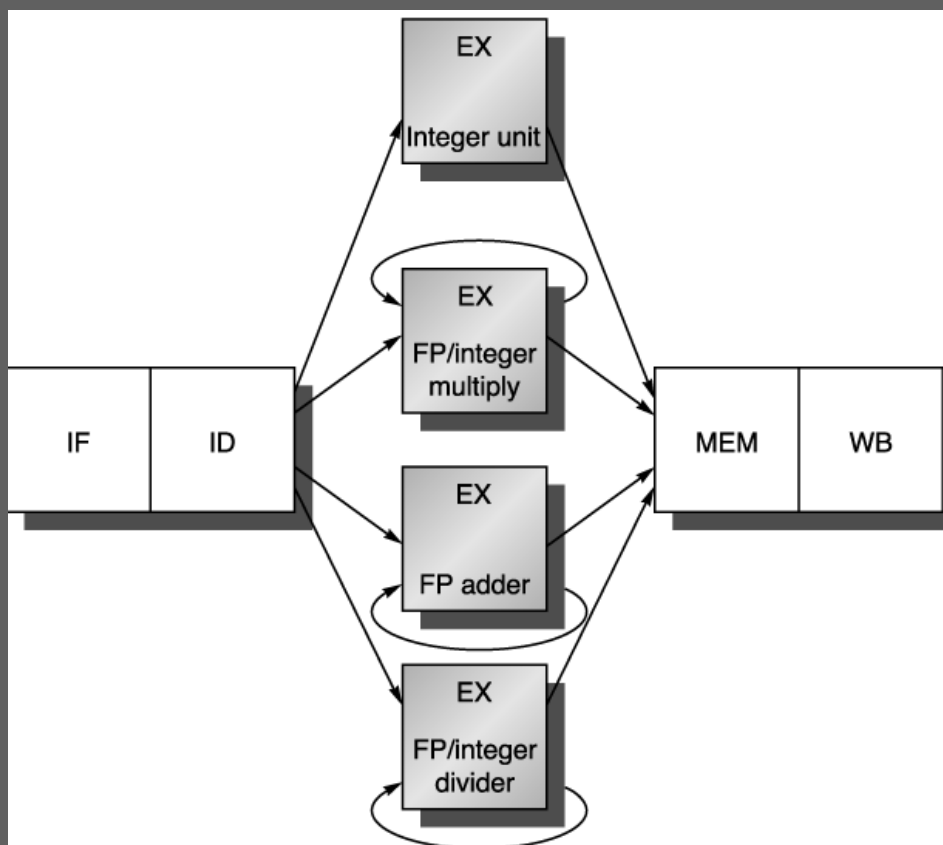 EX
Integer unit
EX
FP/integer
multiply
IF
ID
MEM
WB
EX
FP adder
EX
FP/integer
divider